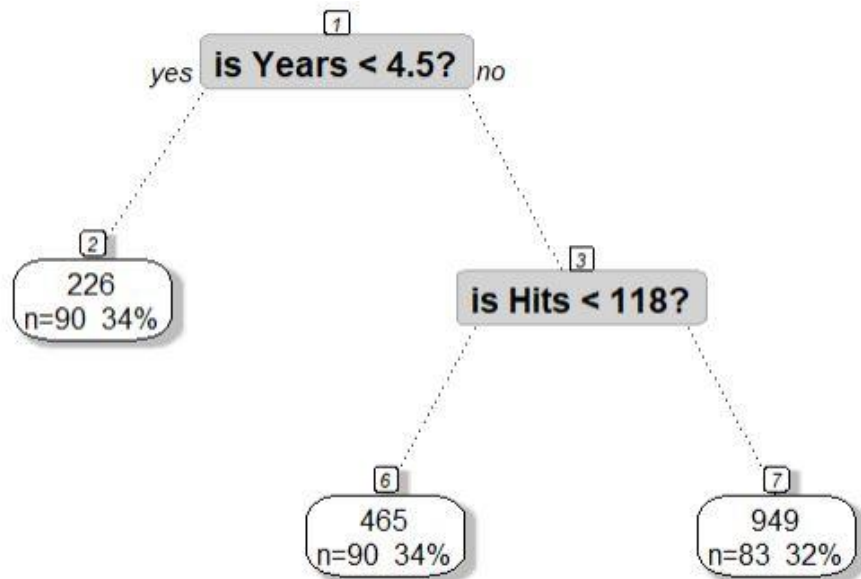 1
yes is Years < 4.5? no
2
226
n=90 34%
3
is Hits < 118?
6
465
n=90 34%
7
949
n=83 32%